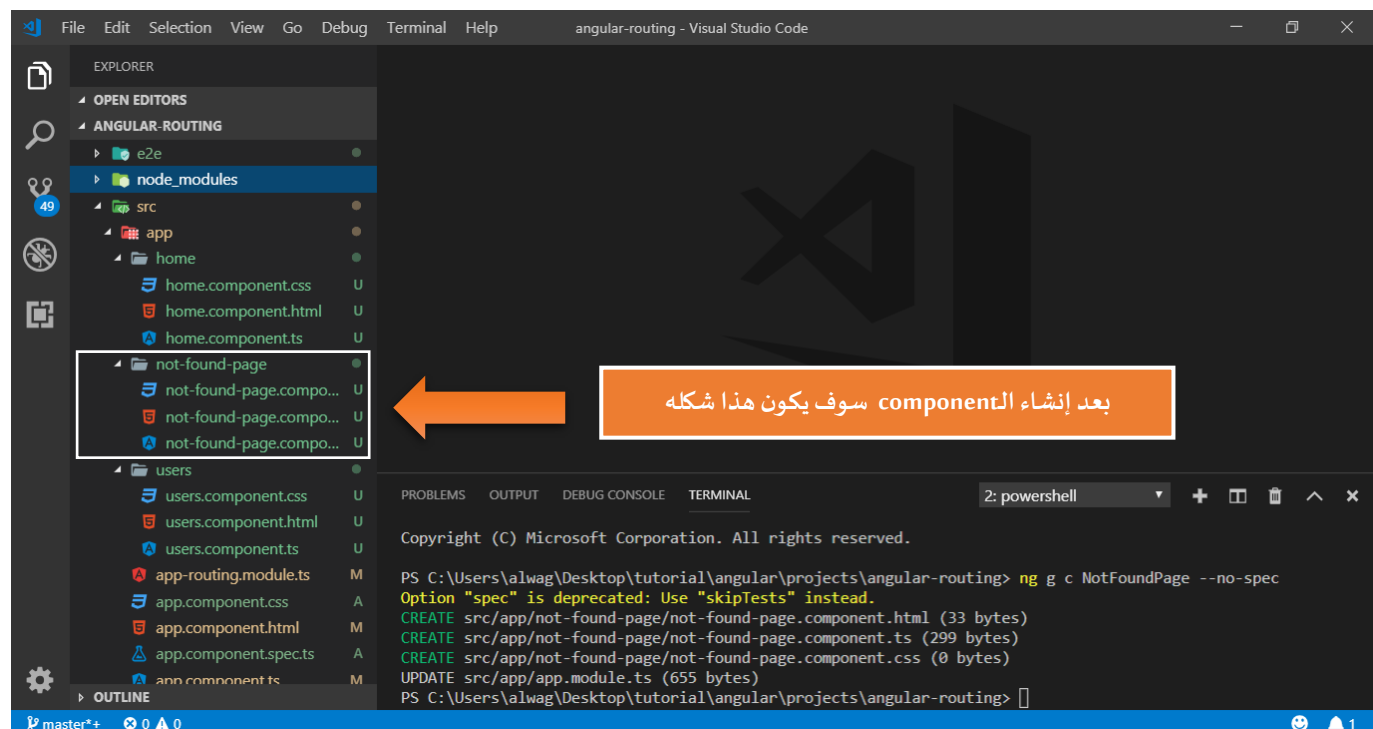 File Edit Selection View Go Debug Terminal Help angular-routing - Visual Studio Code
EXPLORER
OPEN EDITORS
ANGULAR-ROUTING
e2e
node_modules
49
src
app
home
home.component.css U
home.component.html U
home.component.ts U
not-found-page
not-found-page.compo... U
not-found-page.compo... U
not-found-page.compo... U
بعد إنشاء الـcomponent سوف يكون هذا شكله
users
users.component.css U
users.component.html U
users.component.ts U
app-routing.module.ts M
app.component.css A
app.component.html M
app.component.spec.ts A
app.component.ts M
OUTLINE
PROBLEMS OUTPUT DEBUG CONSOLE TERMINAL 2: powershell
Copyright (C) Microsoft Corporation. All rights reserved.
PS C:\Users\alwag\Desktop\tutorial\angular\projects\angular-routing> ng g c NotFoundPage --no-spec
Option "spec" is deprecated: Use "skipTests" instead.
CREATE src/app/not-found-page/not-found-page.component.html (33 bytes)
CREATE src/app/not-found-page/not-found-page.component.ts (299 bytes)
CREATE src/app/not-found-page/not-found-page.component.css (0 bytes)
UPDATE src/app/app.module.ts (655 bytes)
PS C:\Users\alwag\Desktop\tutorial\angular\projects\angular-routing>
master*+ 0 0 1